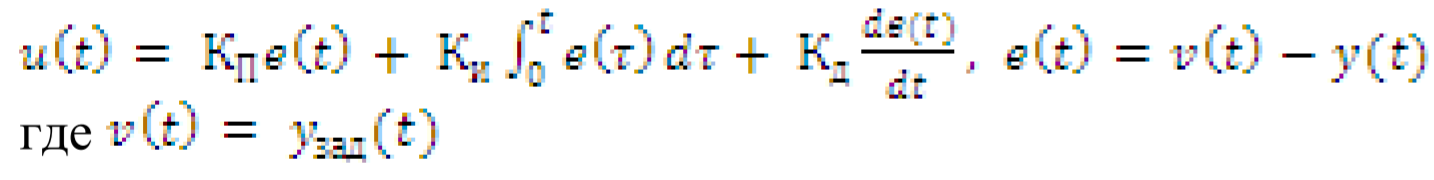 u(t) = К_П e(t) + К_и ∫_0^t e(τ)dτ + К_д de(t)/dt, e(t) = v(t) − y(t)
где v(t) = y_зад(t)